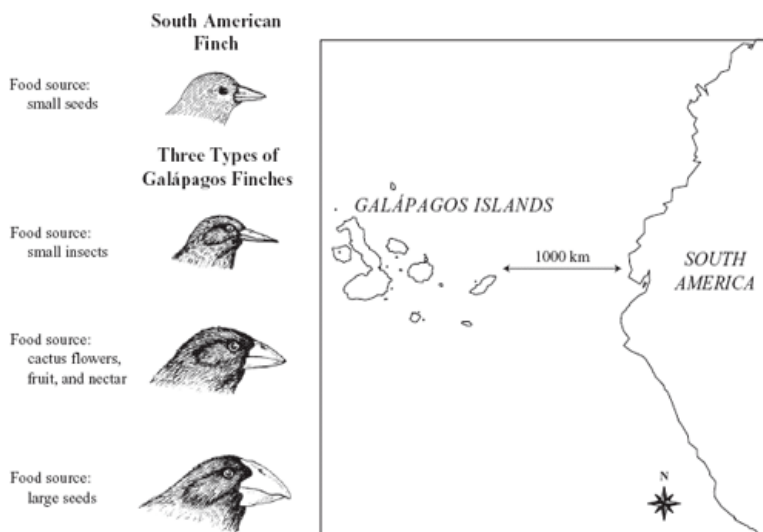 South American
Finch
Food source:
small seeds
Three Types of
Galápagos Finches
Food source:
small insects
Food source:
cactus flowers,
fruit, and nectar
Food source:
large seeds
GALÁPAGOS ISLANDS
1000 km
SOUTH
AMERICA
N